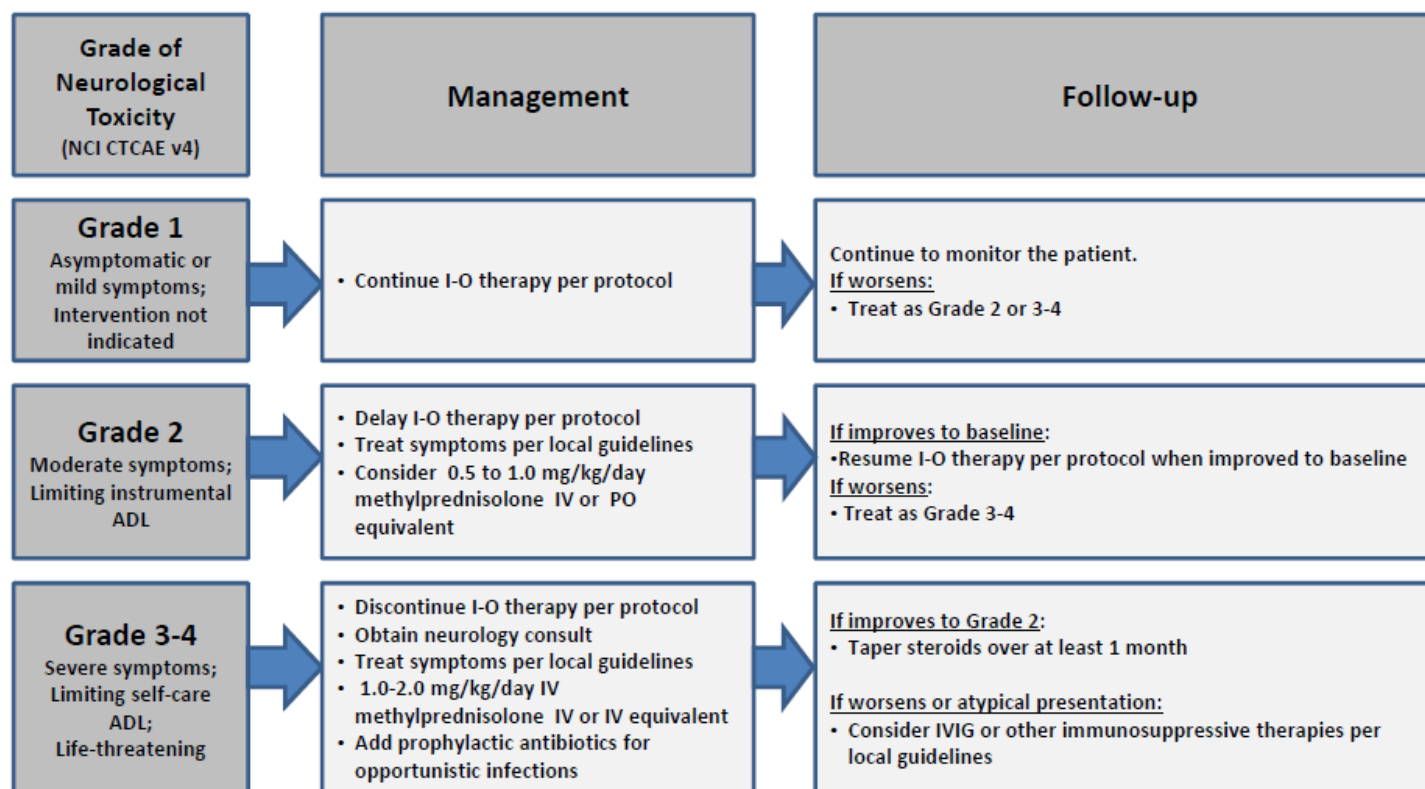 Grade of
Neurological
Toxicity
(NCI CTCAE v4)
Management
Follow-up
Grade 1
Asymptomatic or
mild symptoms;
Intervention not
indicated
• Continue I-O therapy per protocol
Continue to monitor the patient.
If worsens:
• Treat as Grade 2 or 3-4
Grade 2
Moderate symptoms;
Limiting instrumental
ADL
• Delay I-O therapy per protocol
• Treat symptoms per local guidelines
• Consider 0.5 to 1.0 mg/kg/day
methylprednisolone IV or PO
equivalent
If improves to baseline:
•Resume I-O therapy per protocol when improved to baseline
If worsens:
• Treat as Grade 3-4
Grade 3-4
Severe symptoms;
Limiting self-care
ADL;
Life-threatening
• Discontinue I-O therapy per protocol
• Obtain neurology consult
• Treat symptoms per local guidelines
• 1.0-2.0 mg/kg/day IV
methylprednisolone IV or IV equivalent
• Add prophylactic antibiotics for
opportunistic infections
If improves to Grade 2:
• Taper steroids over at least 1 month
If worsens or atypical presentation:
• Consider IVIG or other immunosuppressive therapies per
local guidelines